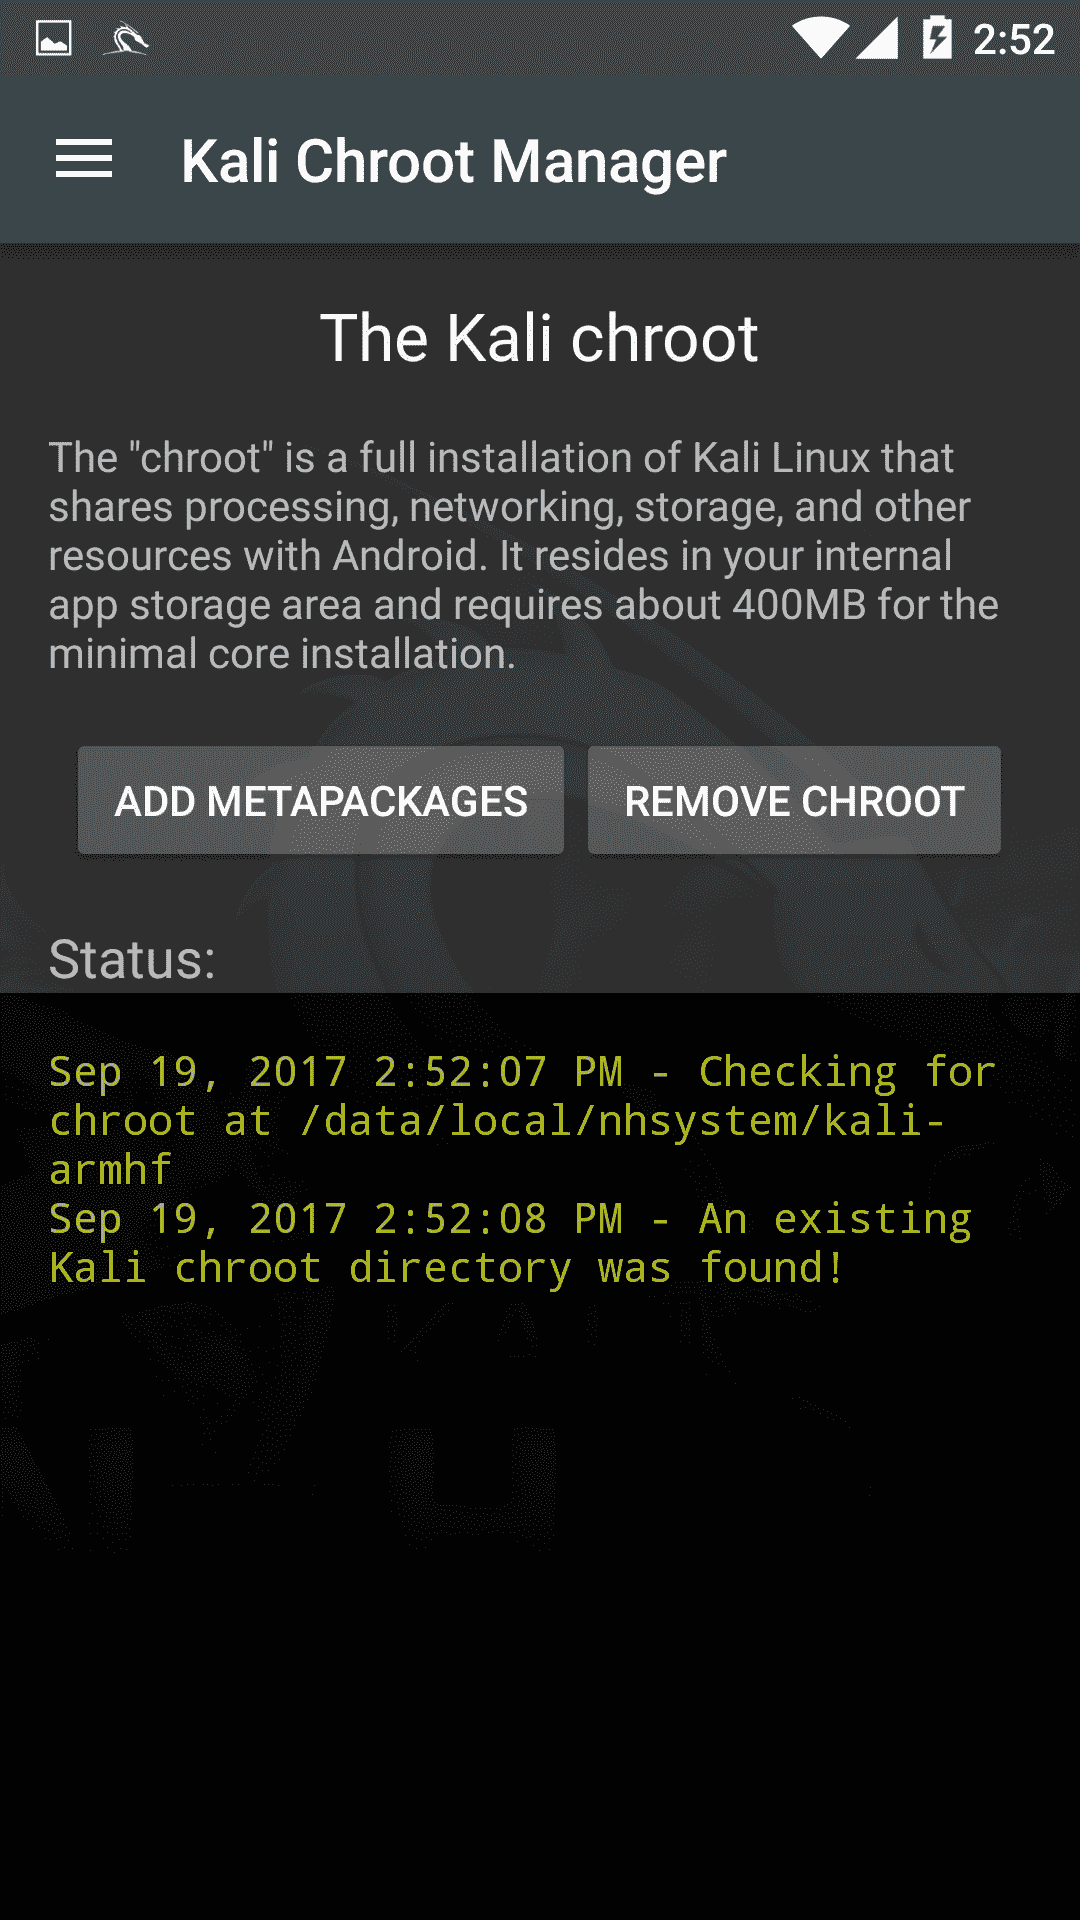 2:52
Kali Chroot Manager
The Kali chroot
The "chroot" is a full installation of Kali Linux that
shares processing, networking, storage, and other
resources with Android. It resides in your internal
app storage area and requires about 400MB for the
minimal core installation.
ADD METAPACKAGES
REMOVE CHROOT
Status:
Sep 19, 2017 2:52:07 PM - Checking for
chroot at /data/local/nhsystem/kali-
armhf
Sep 19, 2017 2:52:08 PM - An existing
Kali chroot directory was found!